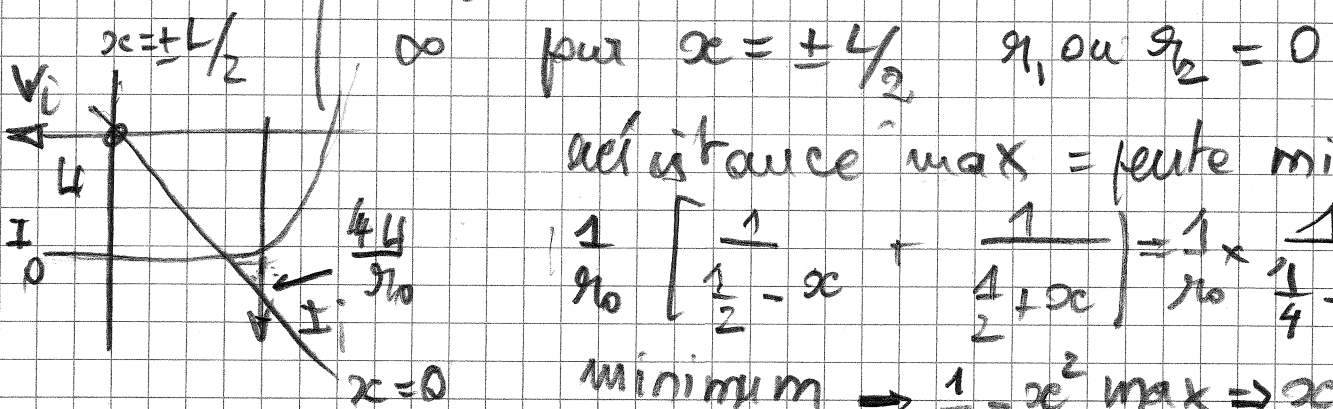 x=±L/2 ∞ pour x = ± L/2 r₁ ou r₂ = 0
Vi
résistance max = pente mi
U
I₀ 4U/r₀ 1/r₀ [ 1/(1/2 - x) + 1/(1/2 + x) ] = 1/r₀ × 1/(1/4 -
Ii
x=0 minimum → 1 - x² max => x